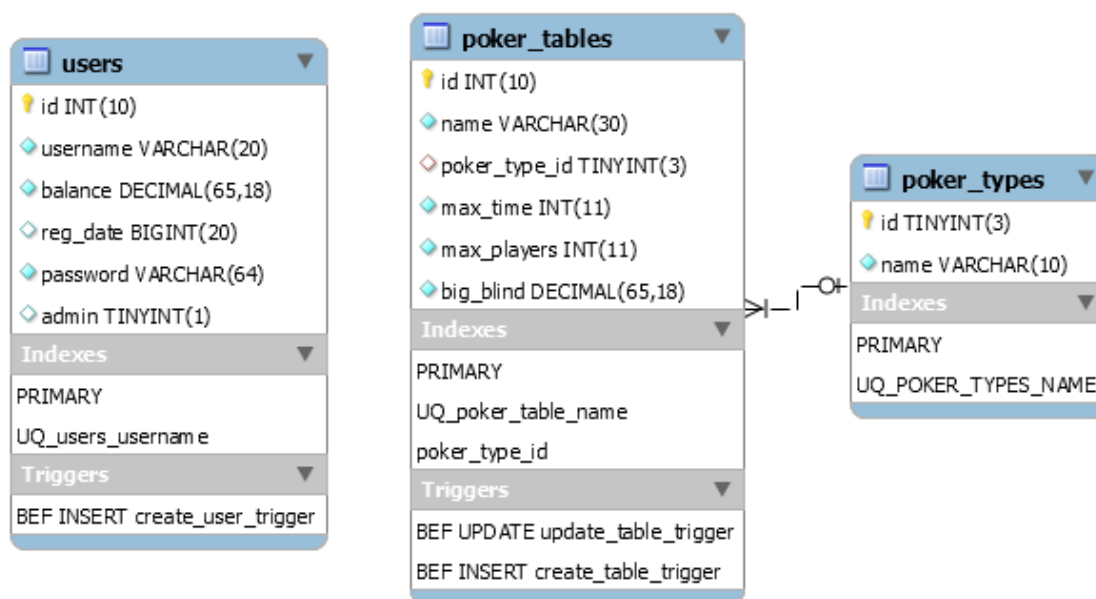 users
id INT(10)
username VARCHAR(20)
balance DECIMAL(65,18)
reg_date BIGINT(20)
password VARCHAR(64)
admin TINYINT(1)
Indexes
PRIMARY
UQ_users_username
Triggers
BEF INSERT create_user_trigger
poker_tables
id INT(10)
name VARCHAR(30)
poker_type_id TINYINT(3)
max_time INT(11)
max_players INT(11)
big_blind DECIMAL(65,18)
Indexes
PRIMARY
UQ_poker_table_name
poker_type_id
Triggers
BEF UPDATE update_table_trigger
BEF INSERT create_table_trigger
poker_types
id TINYINT(3)
name VARCHAR(10)
Indexes
PRIMARY
UQ_POKER_TYPES_NAME